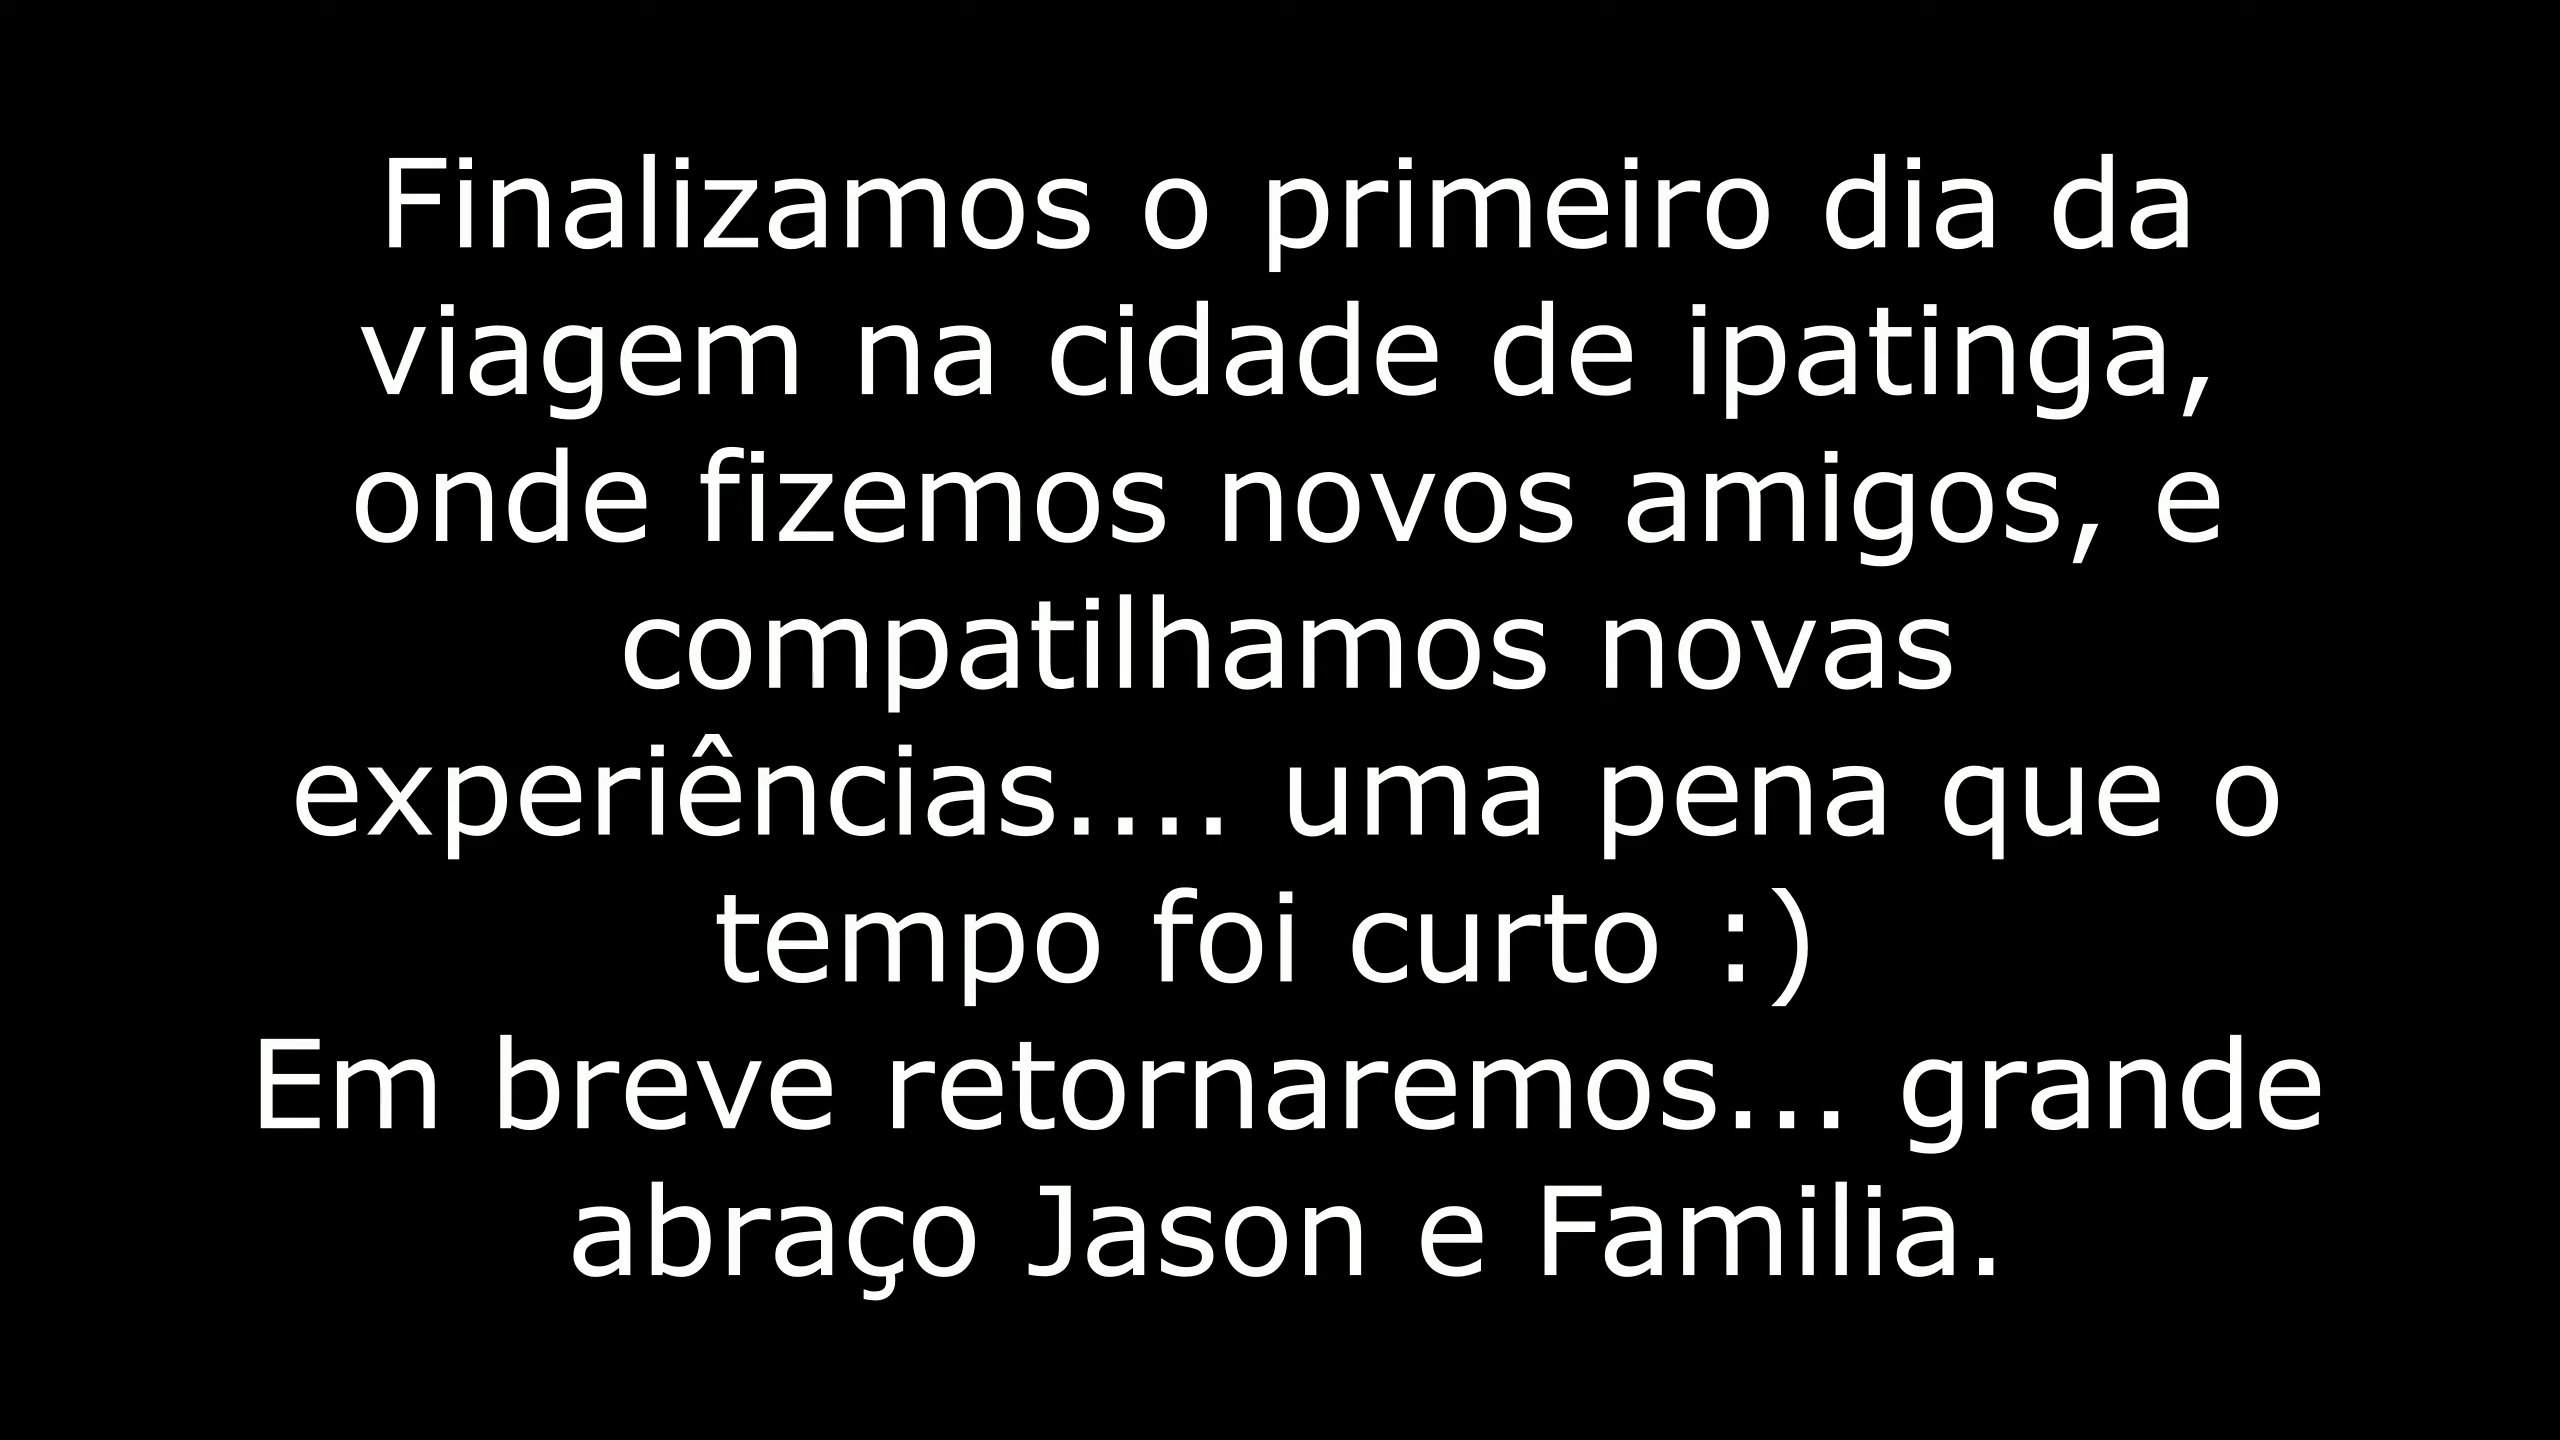 Finalizamos o primeiro dia da
viagem na cidade de ipatinga,
onde fizemos novos amigos, e
compatilhamos novas
experiências.... uma pena que o
tempo foi curto :)
Em breve retornaremos... grande
abraço Jason e Familia.